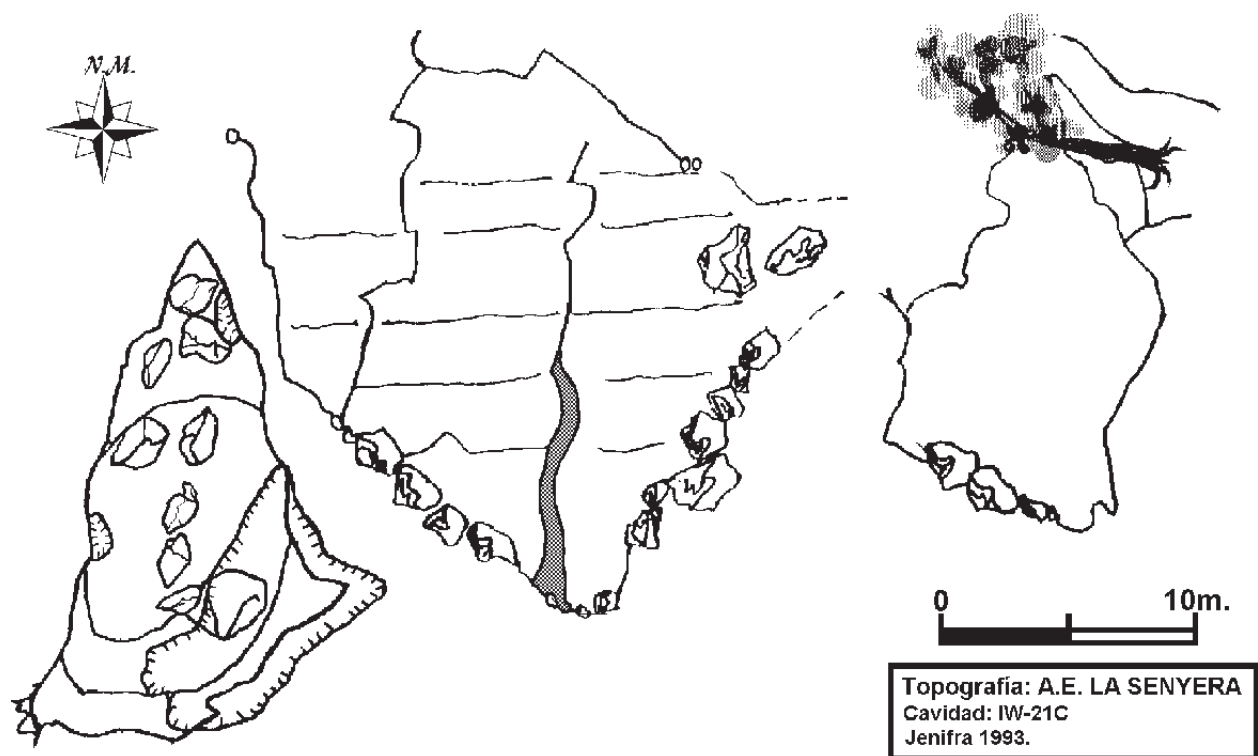 N.M.
0 10m.
Topografía: A.E. LA SENYERA
Cavidad: IW-21C
Jenifra 1993.